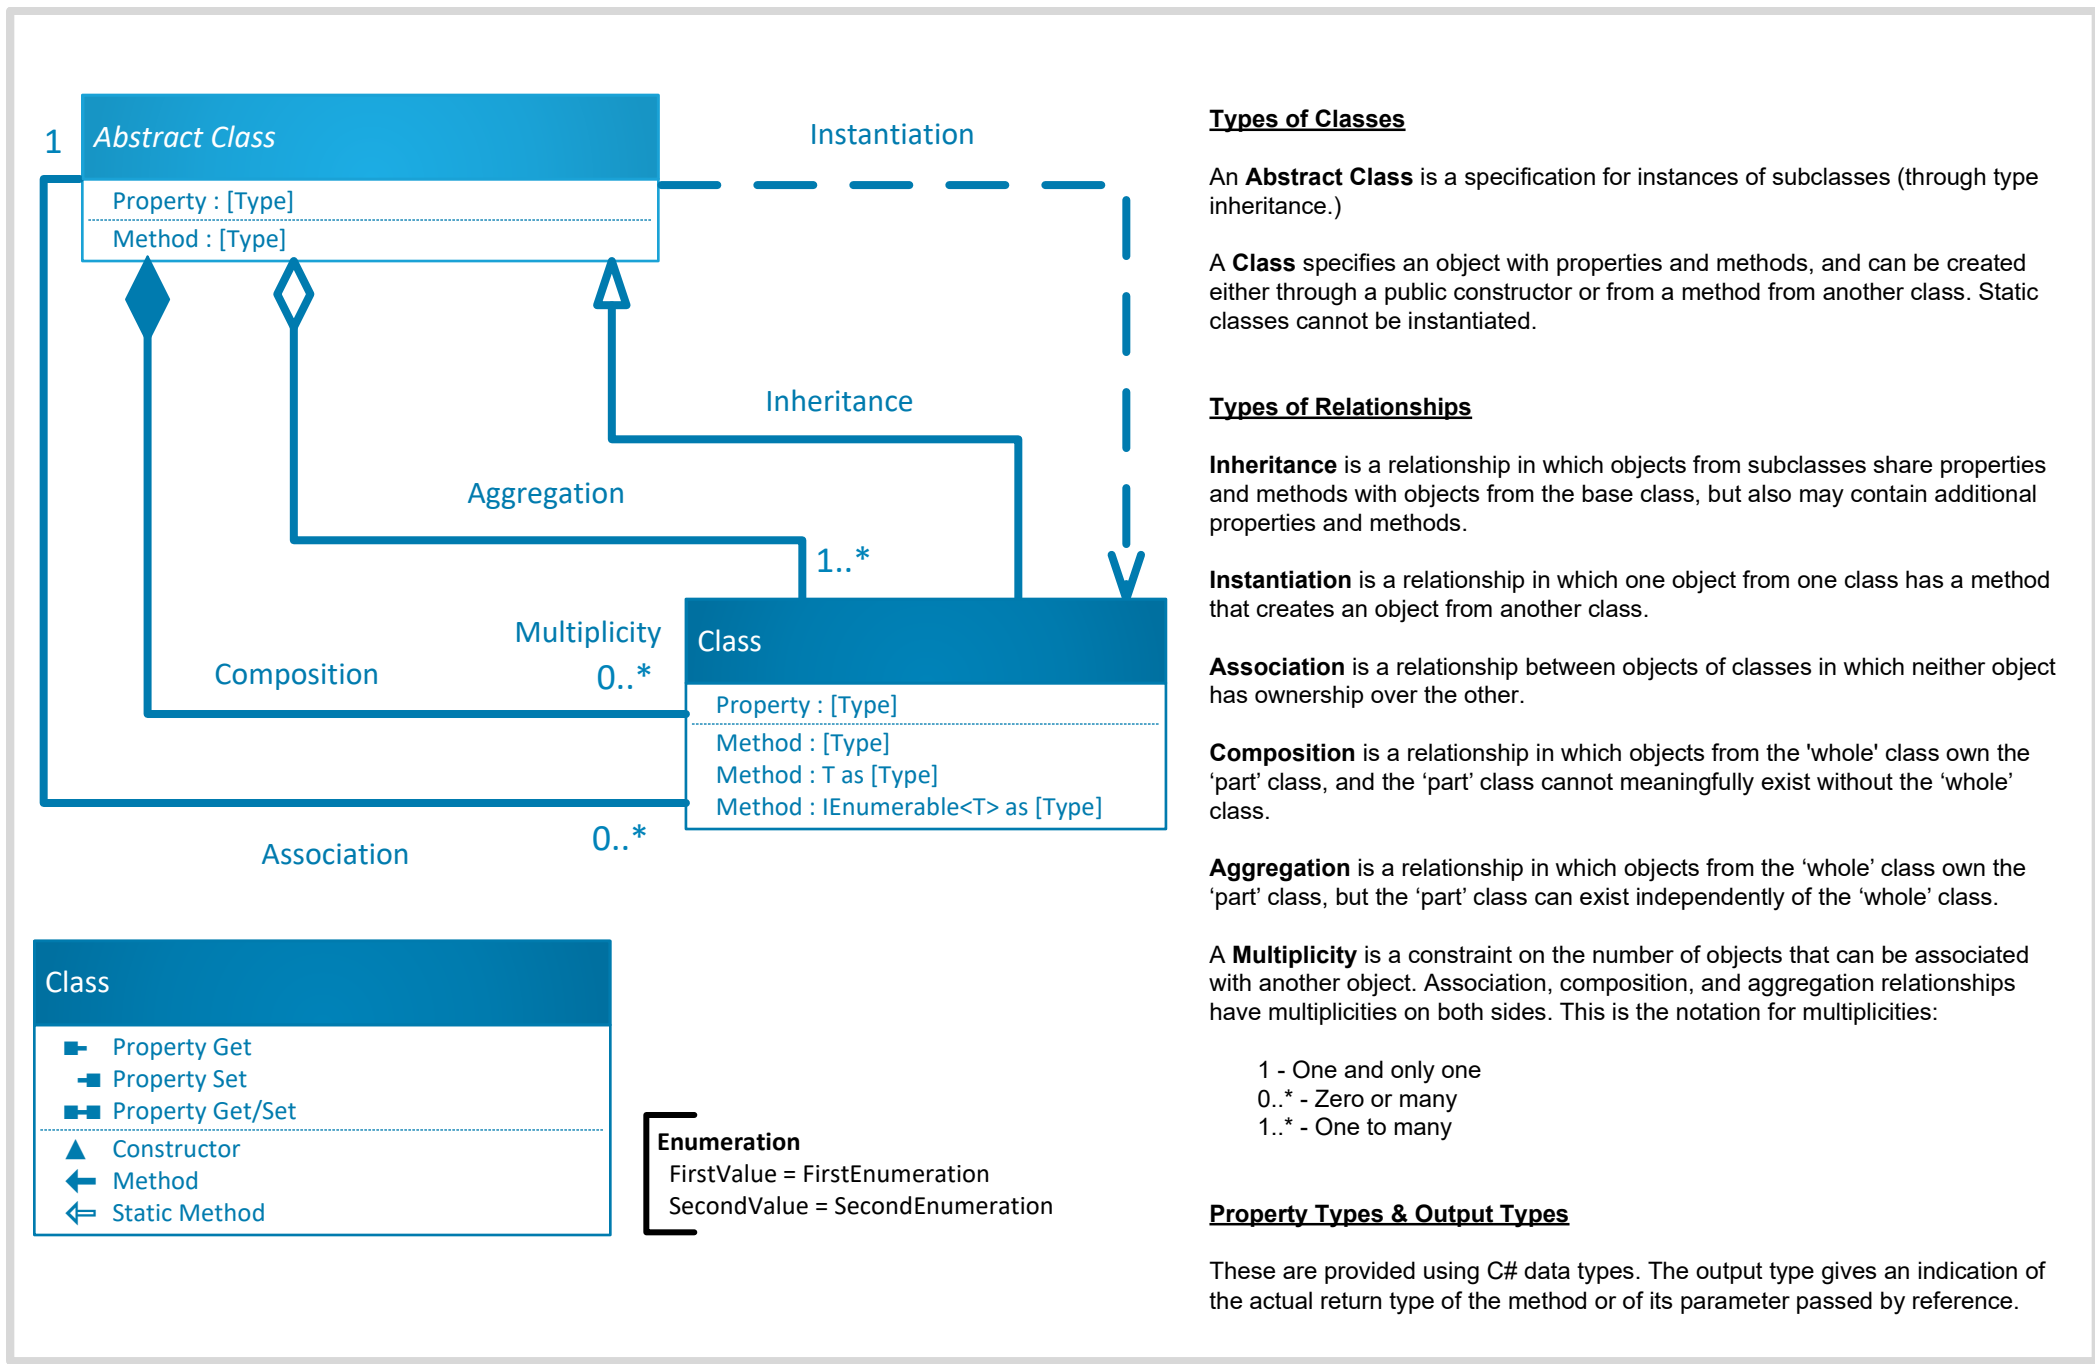 1
Abstract Class
Property : [Type]
Method : [Type]
Instantiation
Inheritance
Aggregation
1..*
Multiplicity
0..*
Composition
Class
Property : [Type]
Method : [Type]
Method : T as [Type]
Method : IEnumerable<T> as [Type]
0..*
Association
Class
Property Get
Property Set
Property Get/Set
Constructor
Method
Static Method
Enumeration
FirstValue = FirstEnumeration
SecondValue = SecondEnumeration
Types of Classes
An Abstract Class is a specification for instances of subclasses (through type
inheritance.)
A Class specifies an object with properties and methods, and can be created
either through a public constructor or from a method from another class. Static
classes cannot be instantiated.
Types of Relationships
Inheritance is a relationship in which objects from subclasses share properties
and methods with objects from the base class, but also may contain additional
properties and methods.
Instantiation is a relationship in which one object from one class has a method
that creates an object from another class.
Association is a relationship between objects of classes in which neither object
has ownership over the other.
Composition is a relationship in which objects from the 'whole' class own the
‘part’ class, and the ‘part’ class cannot meaningfully exist without the ‘whole’
class.
Aggregation is a relationship in which objects from the ‘whole’ class own the
‘part’ class, but the ‘part’ class can exist independently of the ‘whole’ class.
A Multiplicity is a constraint on the number of objects that can be associated
with another object. Association, composition, and aggregation relationships
have multiplicities on both sides. This is the notation for multiplicities:
1 - One and only one
0..* - Zero or many
1..* - One to many
Property Types & Output Types
These are provided using C# data types. The output type gives an indication of
the actual return type of the method or of its parameter passed by reference.